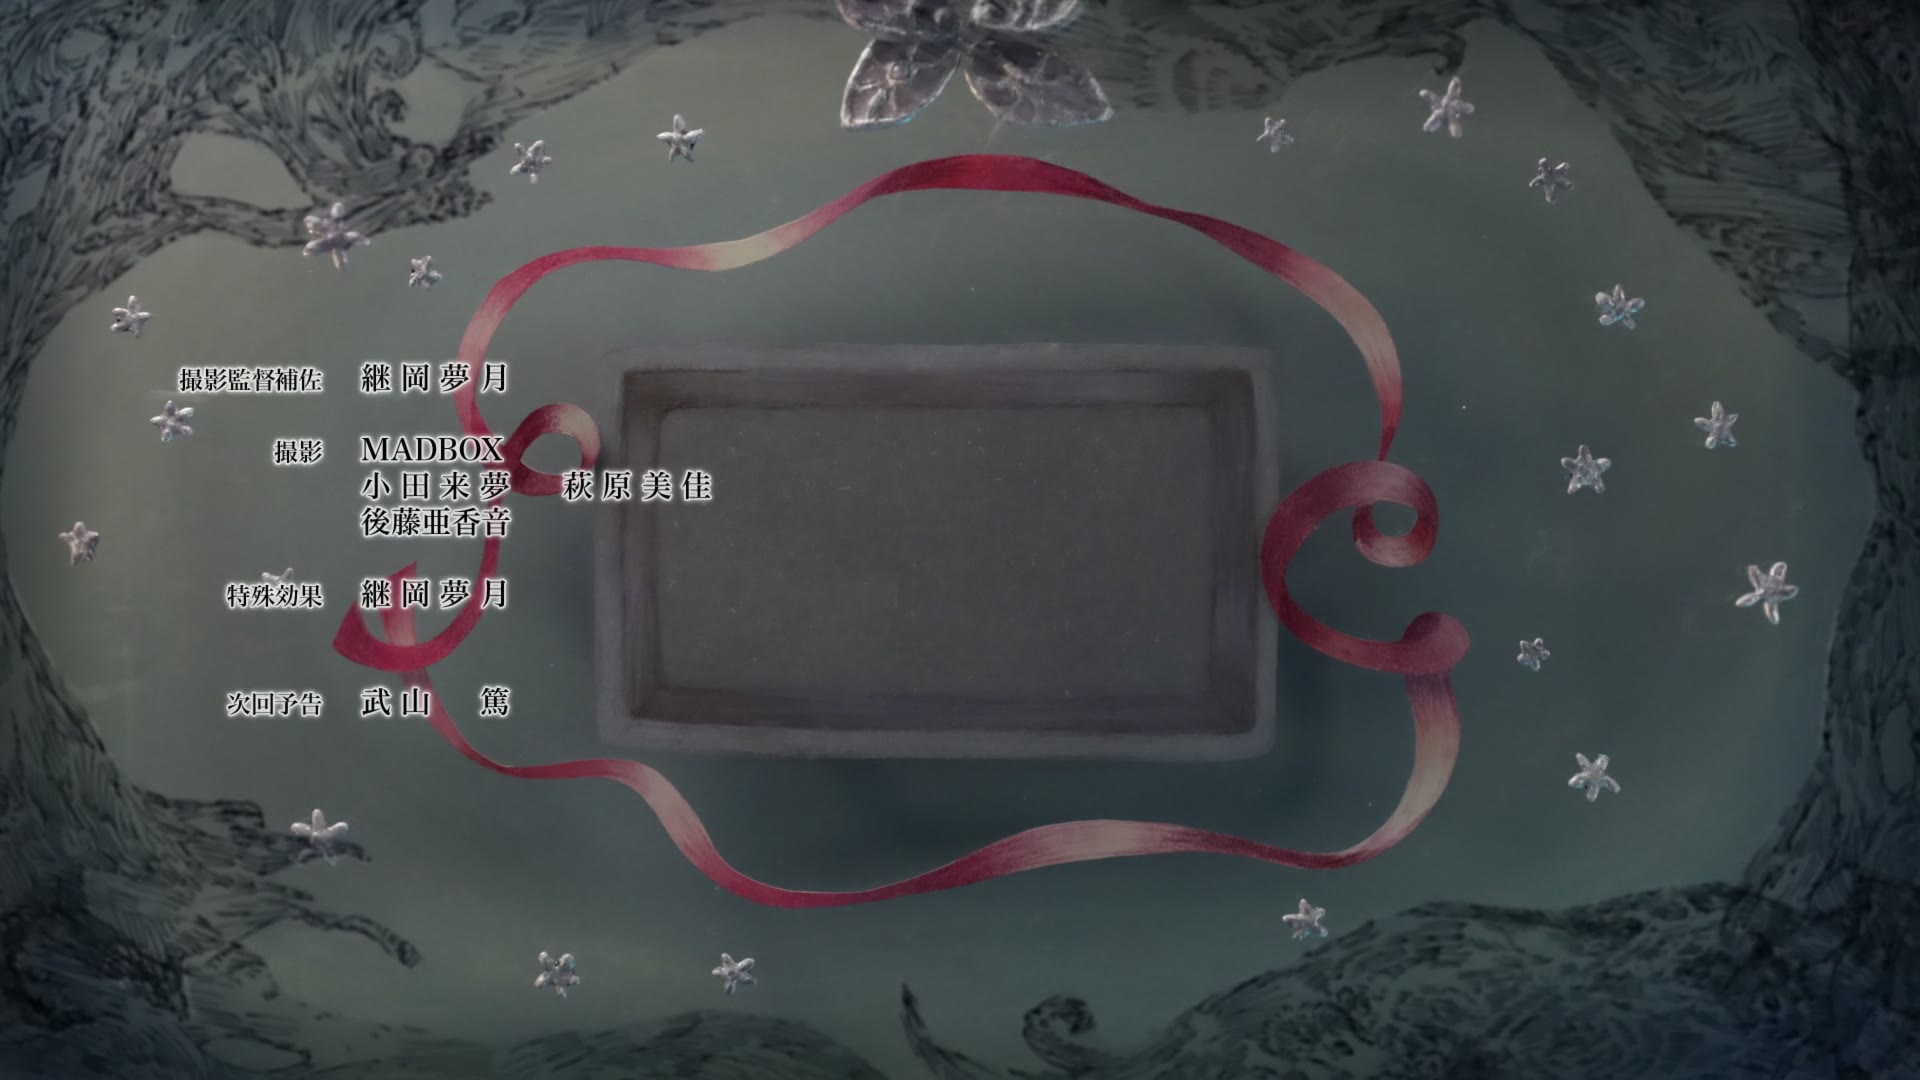 撮影監督補佐 継岡夢月
撮影 MADBOX
小田来夢 萩原美佳
後藤亜香音
特殊効果 継岡夢月
次回予告 武山 篤